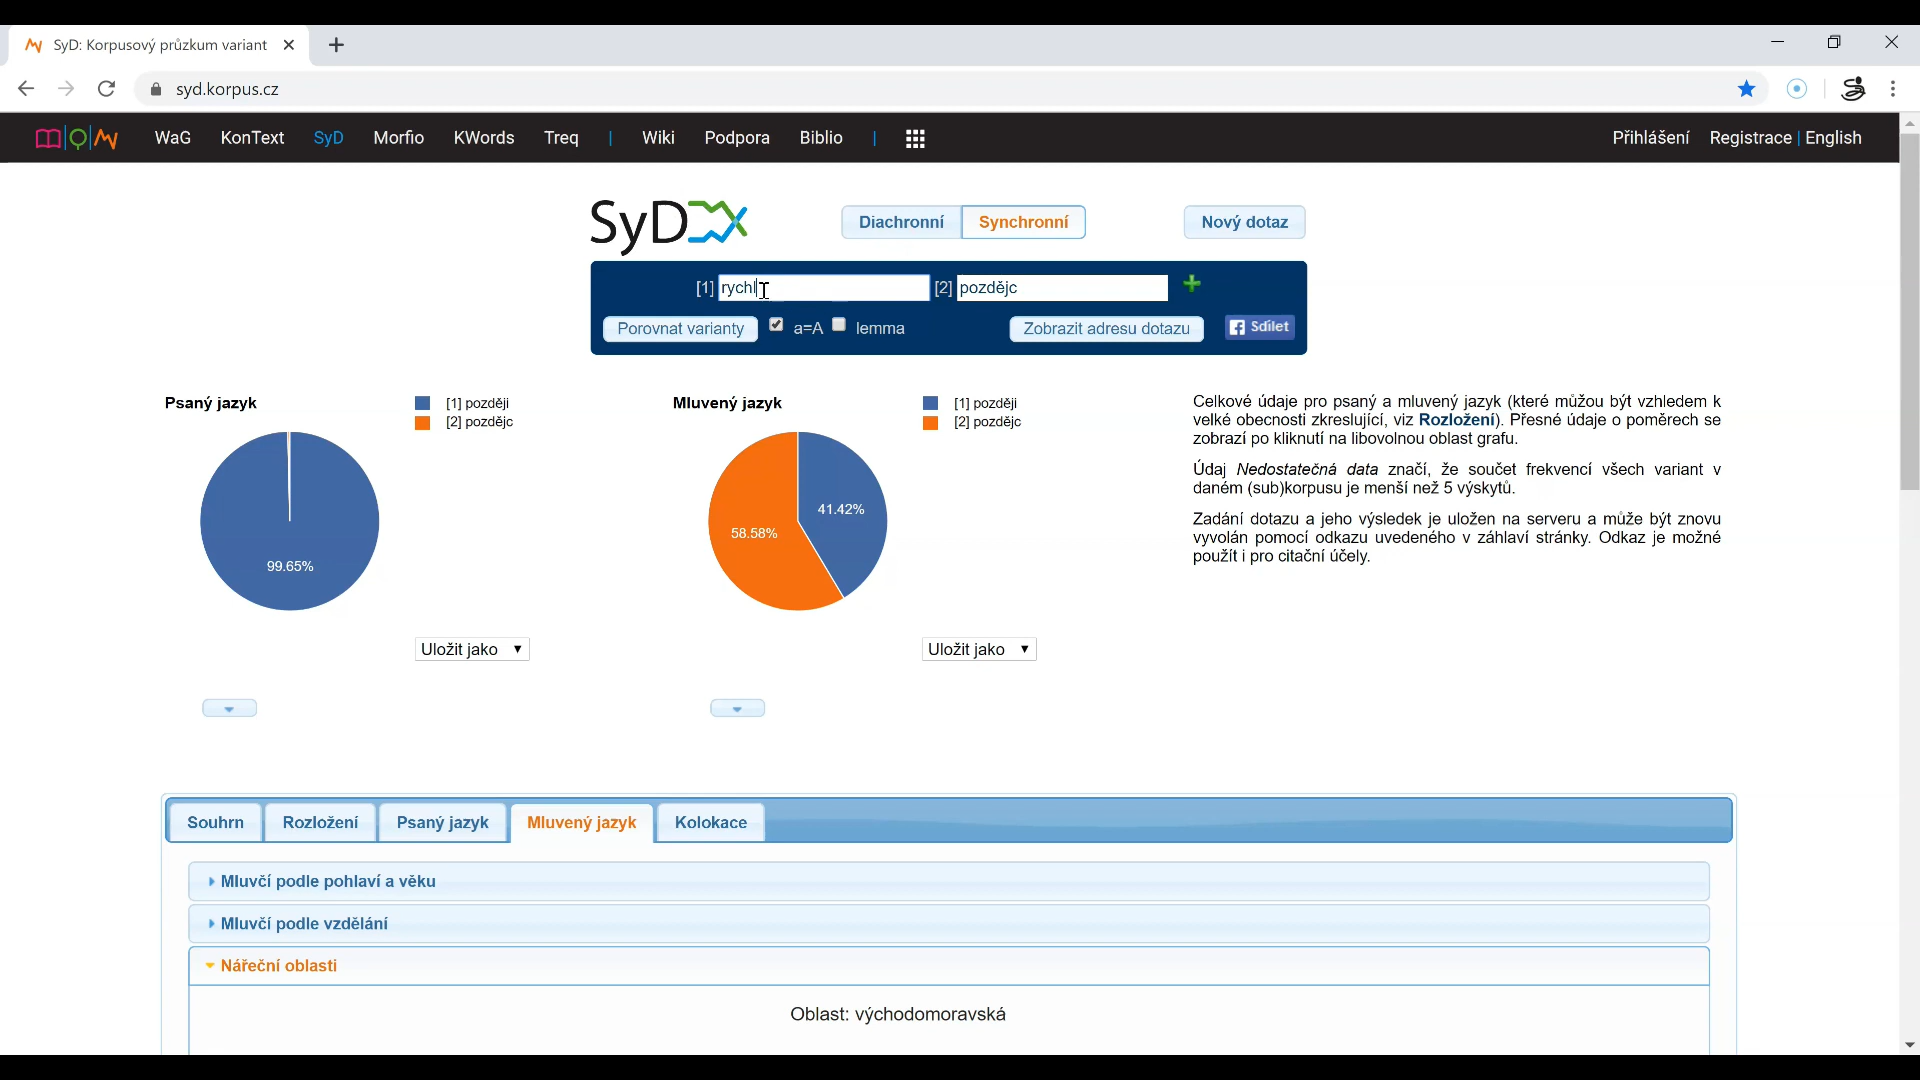 SyD: Korpusový průzkum variant
syd.korpus.cz
WaG KonText SyD Morfio KWords Treq | Wiki Podpora Biblio | Přihlášení Registrace | English
SyD Diachronní Synchronní Nový dotaz
[1] rychl [2] pozdějc
Porovnat varianty a=A lemma Zobrazit adresu dotazu Sdílet
Psaný jazyk
[1] později
[2] pozdějc
99.65%
Uložit jako
Mluvený jazyk
[1] později
[2] pozdějc
41.42%
58.58%
Uložit jako
Celkové údaje pro psaný a mluvený jazyk (které můžou být vzhledem k
velké obecnosti zkreslující, viz Rozložení). Přesné údaje o poměrech se
zobrazí po kliknutí na libovolnou oblast grafu.
Údaj Nedostatečná data značí, že součet frekvencí všech variant v
daném (sub)korpusu je menší než 5 výskytů.
Zadání dotazu a jeho výsledek je uložen na serveru a může být znovu
vyvolán pomocí odkazu uvedeného v záhlaví stránky. Odkaz je možné
použít i pro citační účely.
Souhrn Rozložení Psaný jazyk Mluvený jazyk Kolokace
Mluvčí podle pohlaví a věku
Mluvčí podle vzdělání
Nářeční oblasti
Oblast: východomoravská